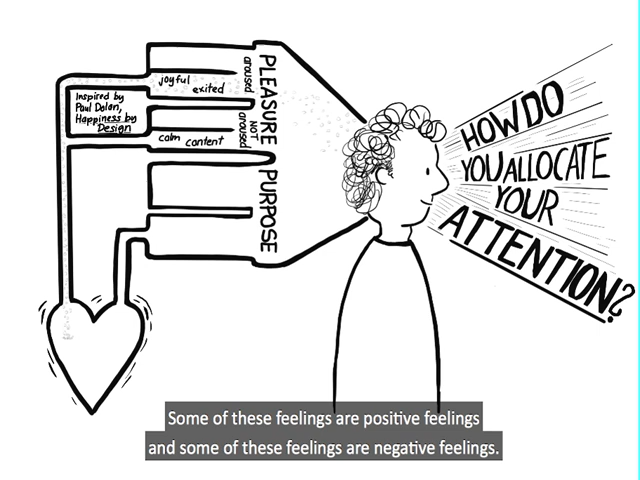 PLEASURE
aroused
joyful
exited
Inspired by
Paul Dolan,
Happiness by
Design
NOT
aroused
calm content
PURPOSE
HOW DO
YOU ALLOCATE
YOUR
ATTENTION?
Some of these feelings are positive feelings
and some of these feelings are negative feelings.